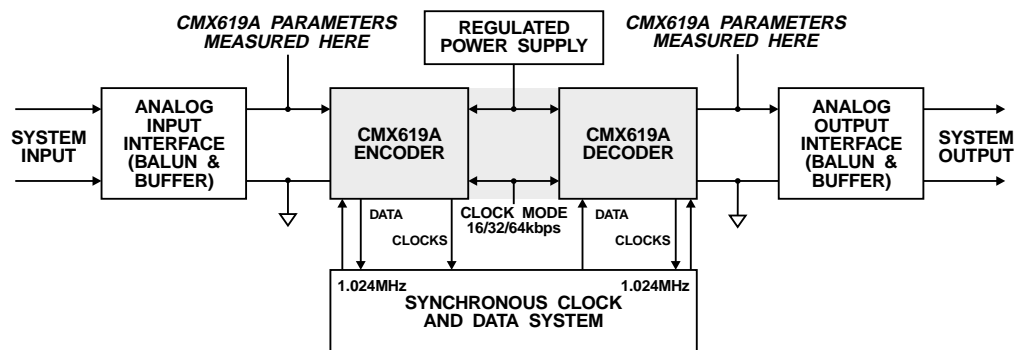 CMX619A PARAMETERS
MEASURED HERE
REGULATED
POWER SUPPLY
CMX619A PARAMETERS
MEASURED HERE
SYSTEM
INPUT
ANALOG
INPUT
INTERFACE
(BALUN &
BUFFER)
CMX619A
ENCODER
CMX619A
DECODER
ANALOG
OUTPUT
INTERFACE
(BALUN &
BUFFER)
SYSTEM
OUTPUT
DATA
CLOCKS
CLOCK MODE
16/32/64kbps
DATA
CLOCKS
1.024MHz
1.024MHz
SYNCHRONOUS CLOCK
AND DATA SYSTEM